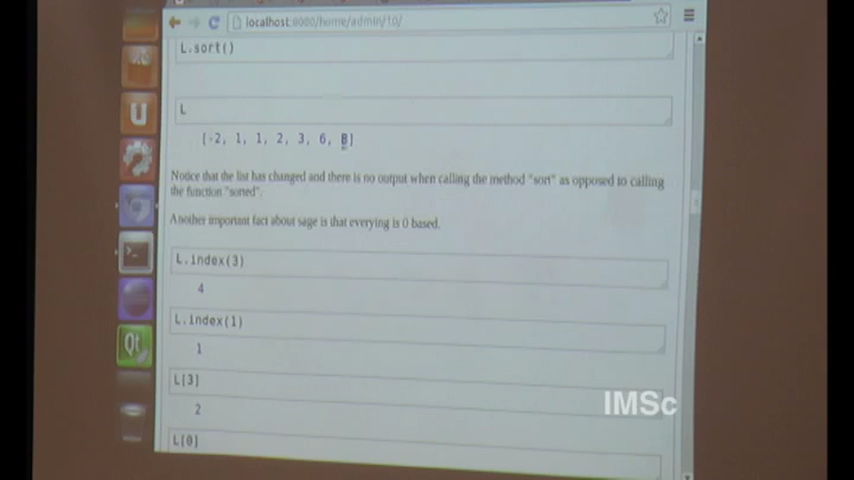 localhost:8000/home/admin/10/
L.sort()
L
[-2, 1, 1, 2, 3, 6, 8]
Notice that the list has changed and there is no output when calling the method "sort" as opposed to calling
the function "sorted".
Another important fact about sage is that everying is 0 based.
L.index(3)
4
L.index(1)
1
L[3]
2
L[0]
IMSc
Qt